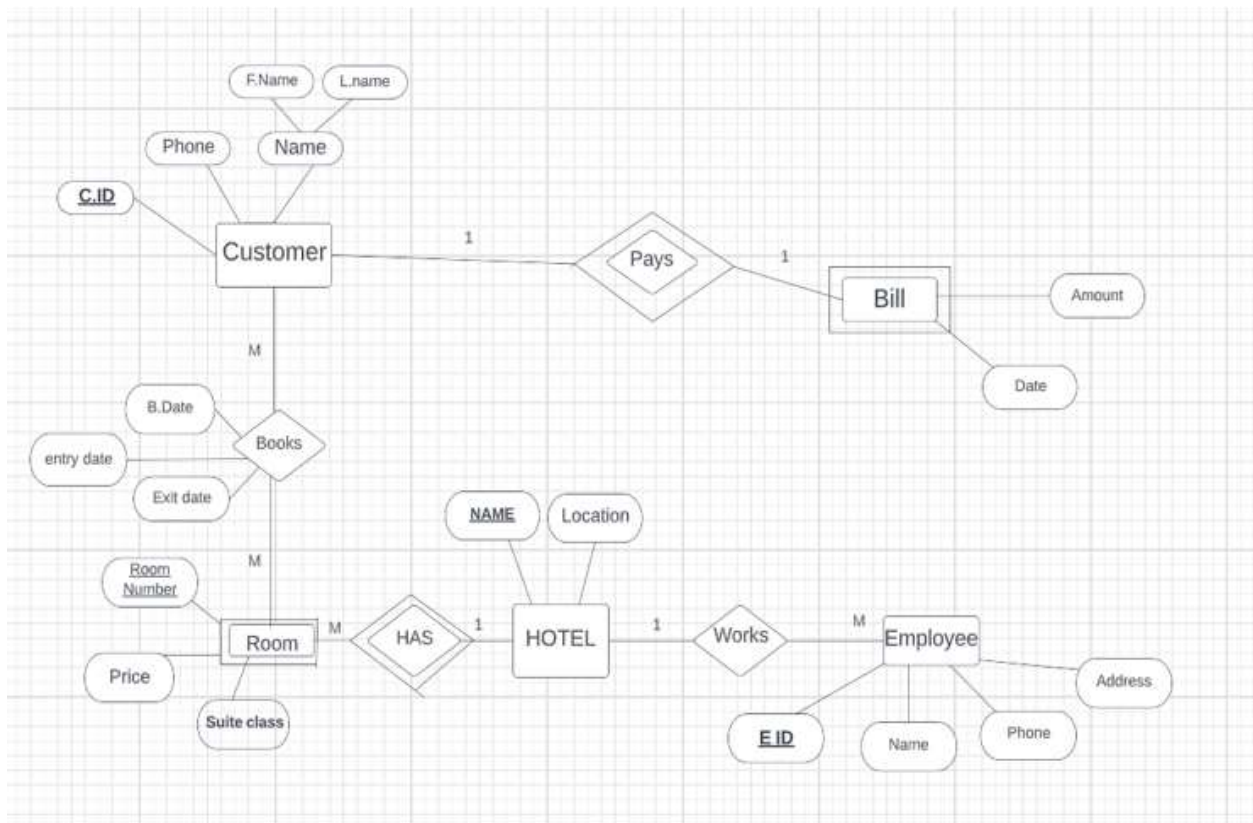 F.Name
L.name
Phone
Name
C.ID
Customer
1
Pays
1
Bill
Amount
Date
M
B.Date
Books
entry date
Exit date
M
NAME
Location
Room
Number
Room
M
HAS
1
HOTEL
1
Works
M
Employee
Price
Suite class
Address
E ID
Name
Phone